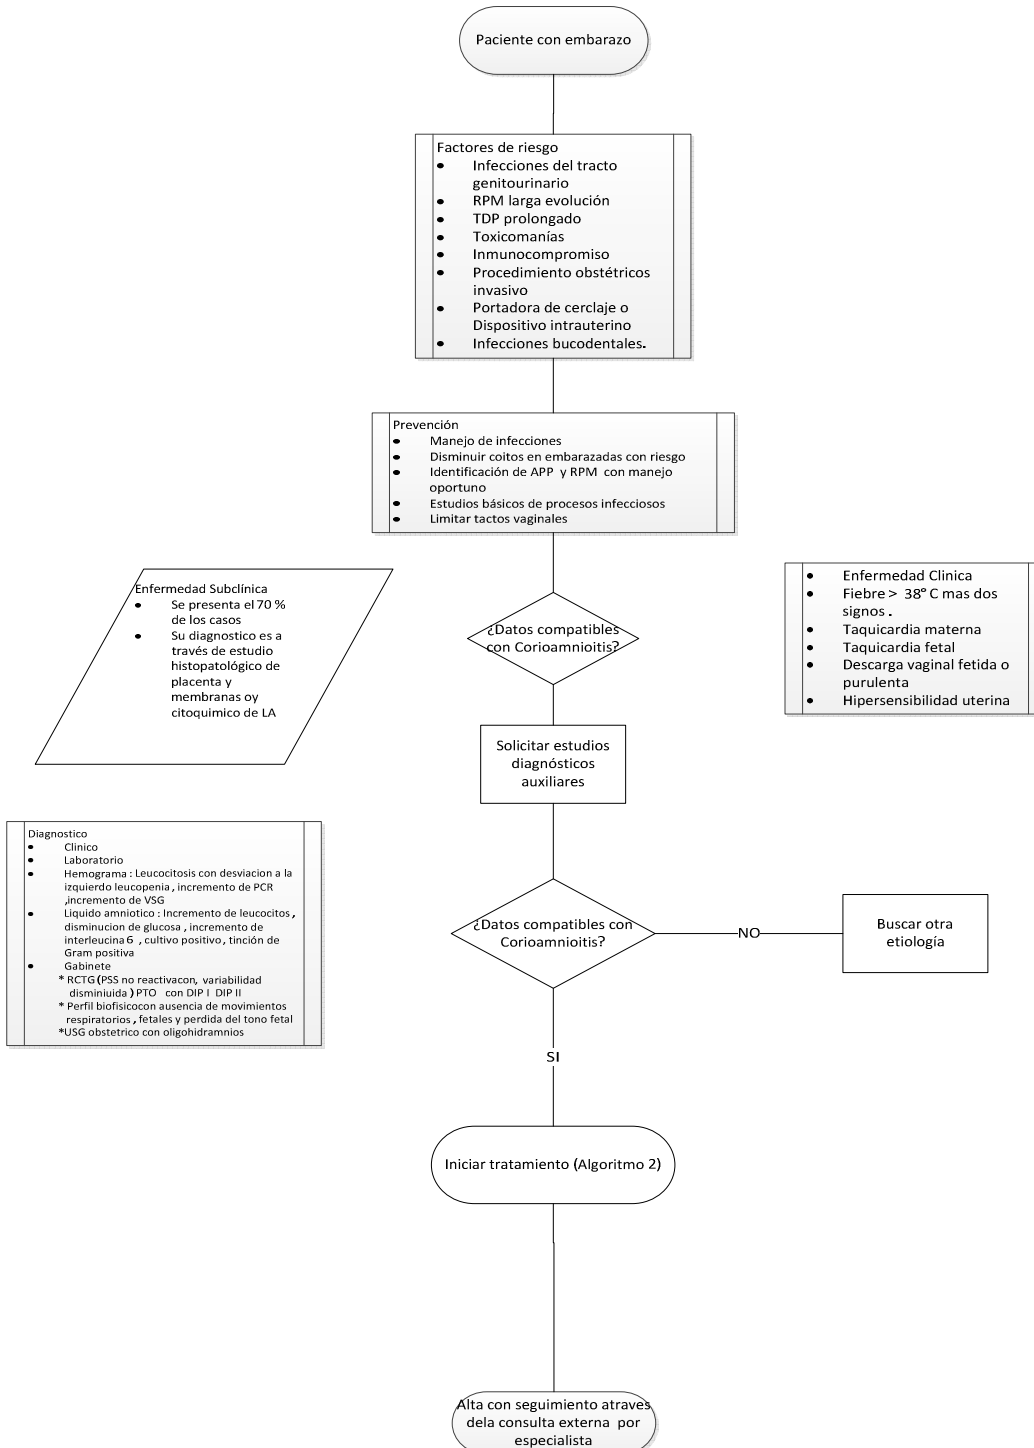 Paciente con embarazo
Factores de riesgo
• Infecciones del tracto
genitourinario
• RPM larga evolución
• TDP prolongado
• Toxicomanías
• Inmunocompromiso
• Procedimiento obstétricos
invasivo
• Portadora de cerclaje o
Dispositivo intrauterino
• Infecciones bucodentales.
Prevención
• Manejo de infecciones
• Disminuir coitos en embarazadas con riesgo
• Identificación de APP y RPM con manejo
oportuno
• Estudios básicos de procesos infecciosos
• Limitar tactos vaginales
Enfermedad Subclínica
• Se presenta el 70 %
de los casos
• Su diagnostico es a
través de estudio
histopatológico de
placenta y
membranas oy
citoquimico de LA
¿Datos compatibles
con Corioamnioitis?
• Enfermedad Clinica
• Fiebre > 38° C mas dos
signos .
• Taquicardia materna
• Taquicardia fetal
• Descarga vaginal fetida o
purulenta
• Hipersensibilidad uterina
Solicitar estudios
diagnósticos
auxiliares
Diagnostico
• Clinico
• Laboratorio
• Hemograma : Leucocitosis con desviacion a la
izquierdo leucopenia , incremento de PCR
,incremento de VSG
• Liquido amniotico : Incremento de leucocitos ,
disminucion de glucosa , incremento de
interleucina 6 , cultivo positivo , tinción de
Gram positiva
• Gabinete
* RCTG (PSS no reactivacon, variabilidad
disminiuida ) PTO con DIP I DIP II
* Perfil biofisicocon ausencia de movimientos
respiratorios , fetales y perdida del tono fetal
*USG obstetrico con oligohidramnios
¿Datos compatibles con
Corioamnioitis?
NO
Buscar otra
etiología
SI
Iniciar tratamiento (Algoritmo 2)
Alta con seguimiento atraves
dela consulta externa por
especialista